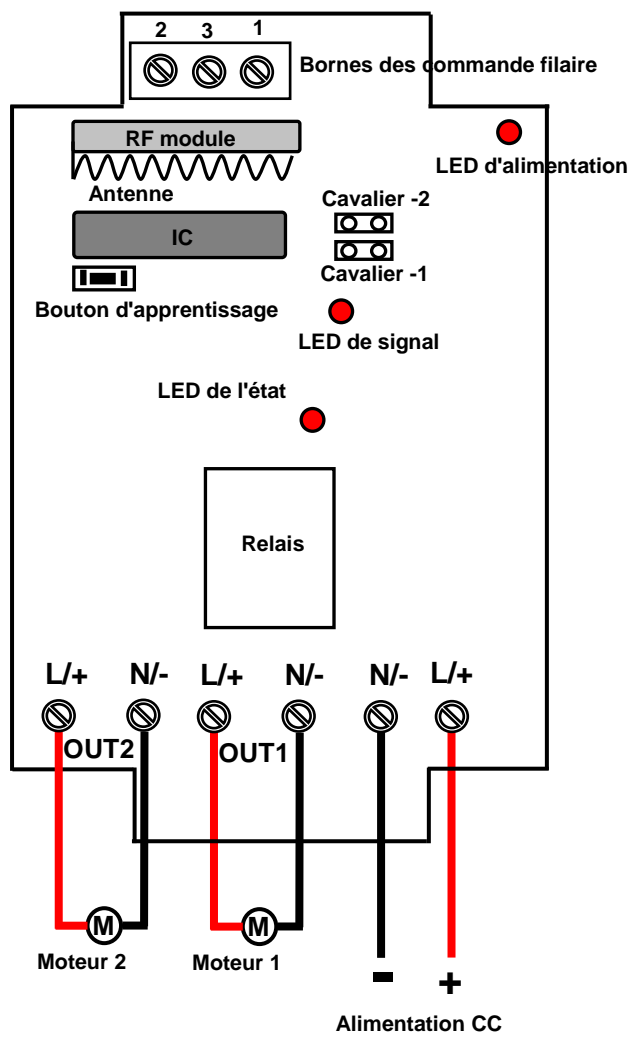 2 3 1
Bornes des commande filaire
RF module
LED d'alimentation
Antenne
Cavalier -2
IC
Cavalier -1
Bouton d'apprentissage
LED de signal
LED de l'état
Relais
L/+ N/- L/+ N/- N/- L/+
OUT2 OUT1
M M
Moteur 2 Moteur 1
- +
Alimentation CC